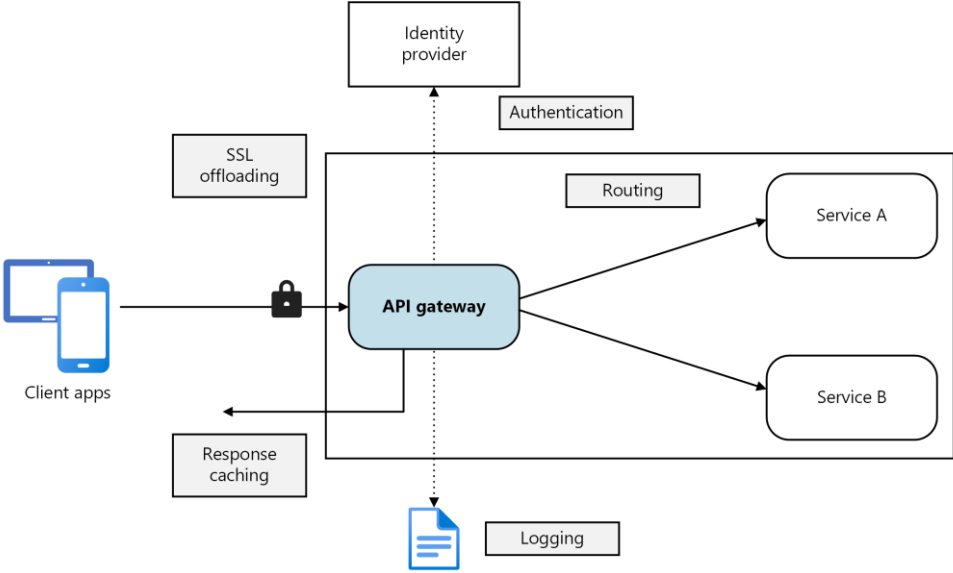 Identity
provider
Authentication
SSL
offloading
Routing
Service A
API gateway
Client apps
Service B
Response
caching
Logging